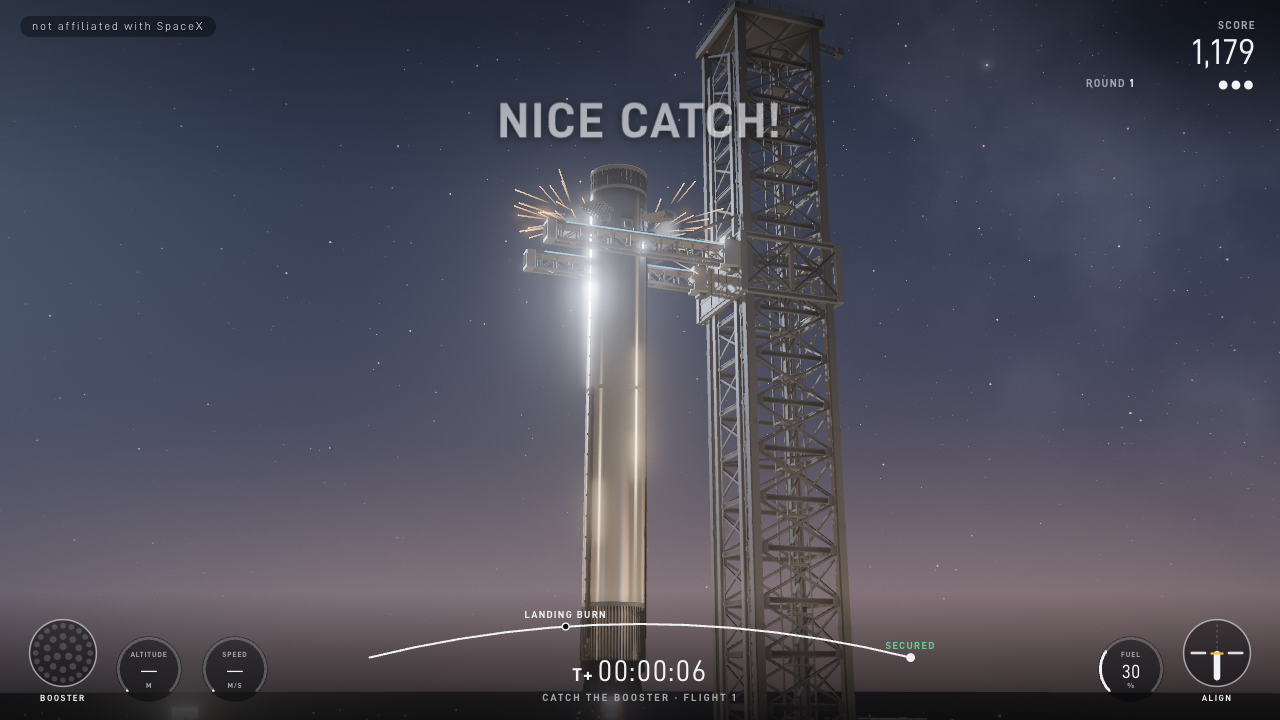 not affiliated with SpaceX
SCORE
1,179
ROUND 1
NICE CATCH!
LANDING BURN
SECURED
T+ 00:00:06
CATCH THE BOOSTER · FLIGHT 1
BOOSTER
ALTITUDE
—
M
SPEED
—
M/S
FUEL
30
%
ALIGN